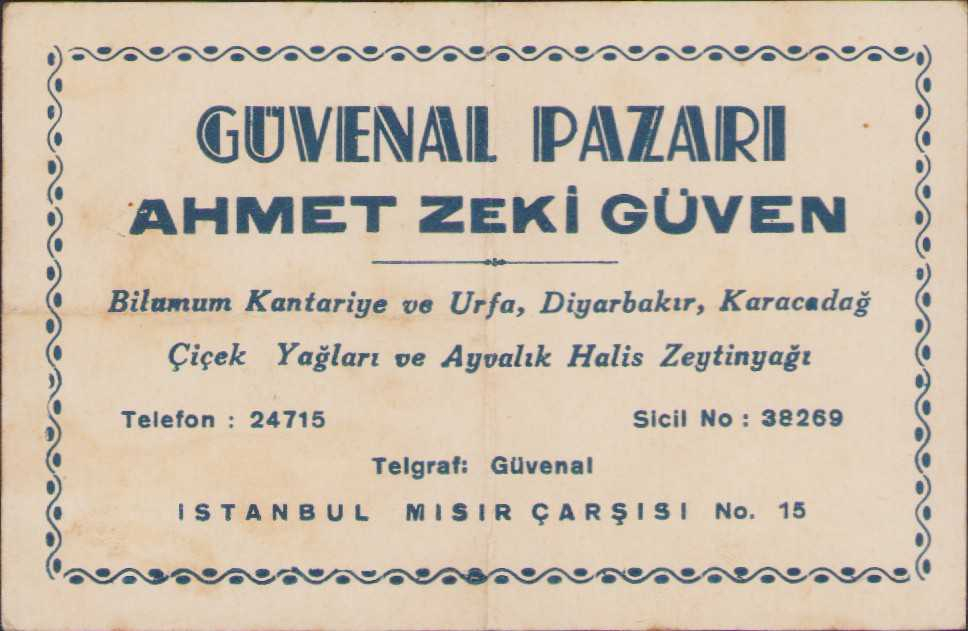 GÜVENAL PAZARI
AHMET ZEKİ GÜVEN
Bilumum Kantariye ve Urfa, Diyarbakır, Karacadağ
Çiçek Yağları ve Ayvalık Halis Zeytinyağı
Telefon : 24715 Sicil No : 38269
Telgraf: Güvenal
ISTANBUL MISIR ÇARŞISI No. 15